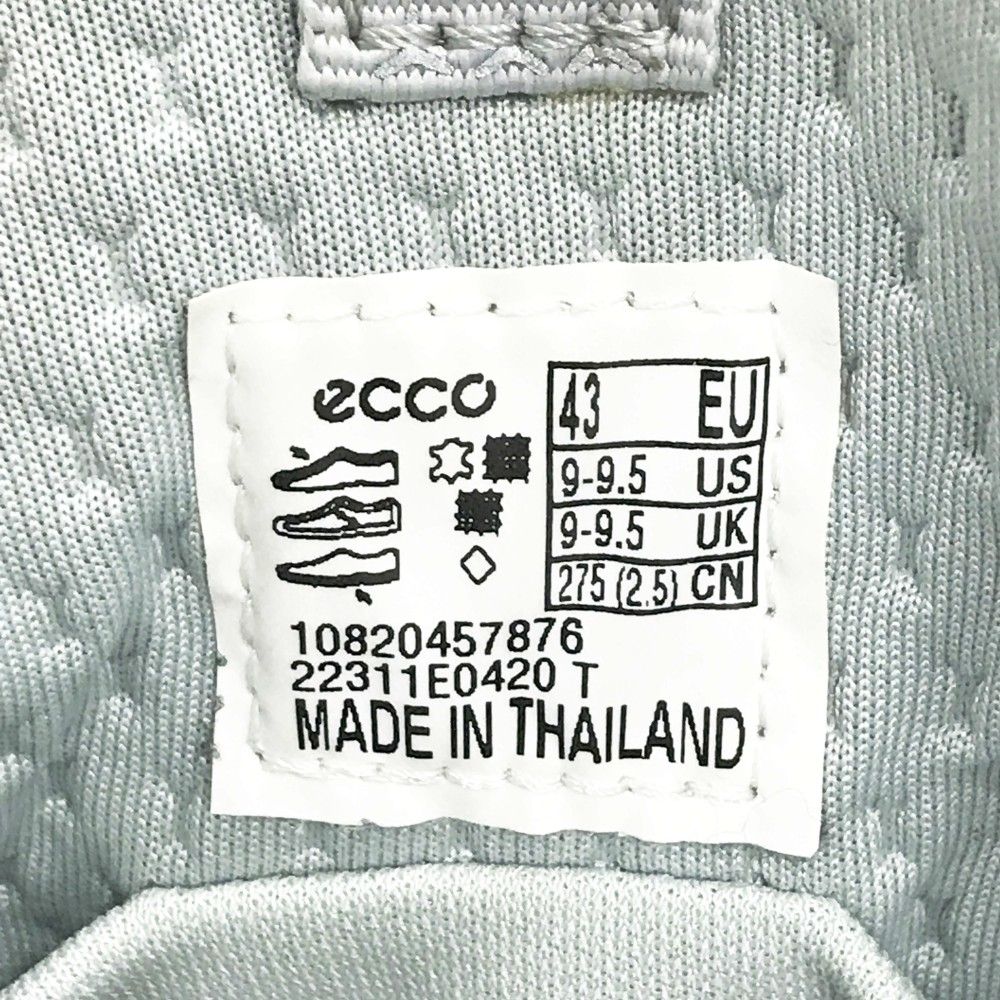 ecco
43 EU
9-9.5 US
9-9.5 UK
275 (2.5) CN
10820457876
22311E0420 T
MADE IN THAILAND